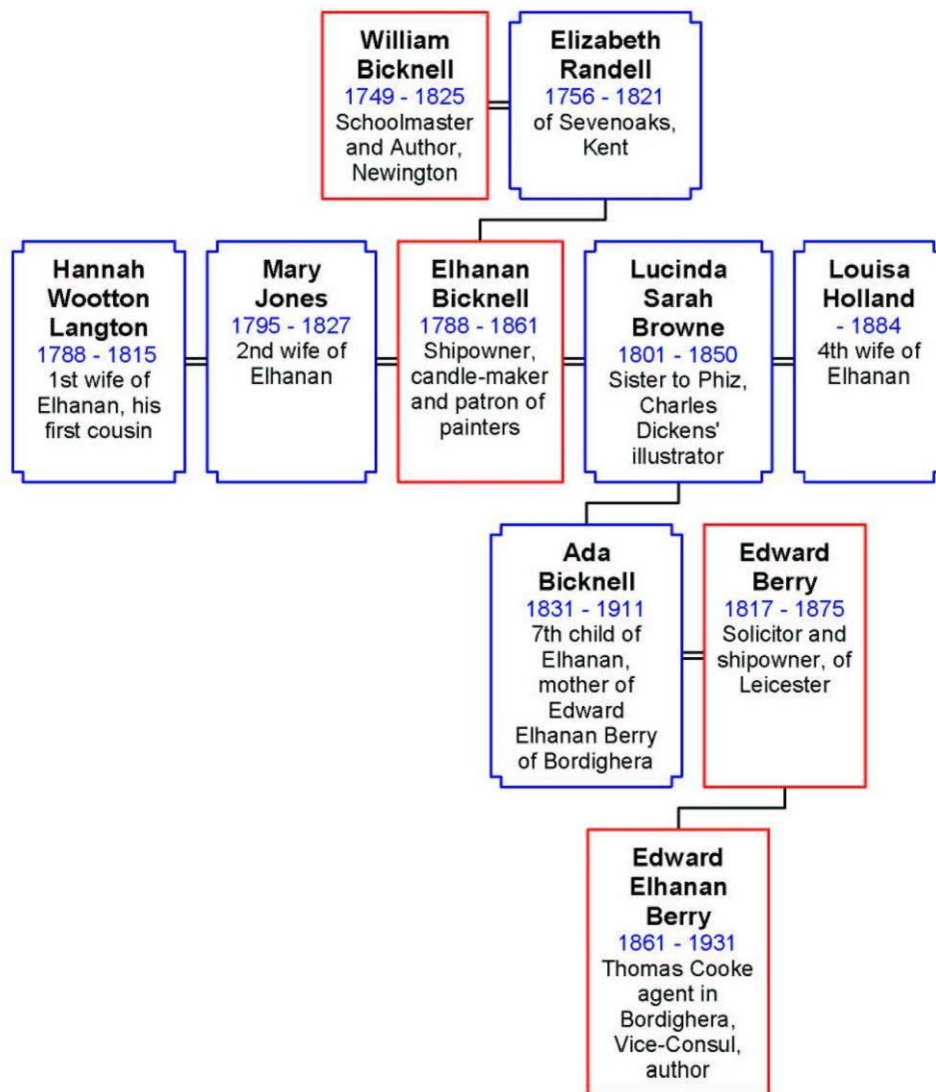 William
Bicknell
1749 - 1825
Schoolmaster
and Author,
Newington
Elizabeth
Randell
1756 - 1821
of Sevenoaks,
Kent
Hannah
Wootton
Langton
1788 - 1815
1st wife of
Elhanan, his
first cousin
Mary
Jones
1795 - 1827
2nd wife of
Elhanan
Elhanan
Bicknell
1788 - 1861
Shipowner,
candle-maker
and patron of
painters
Lucinda
Sarah
Browne
1801 - 1850
Sister to Phiz,
Charles
Dickens'
illustrator
Louisa
Holland
- 1884
4th wife of
Elhanan
Ada
Bicknell
1831 - 1911
7th child of
Elhanan,
mother of
Edward
Elhanan Berry
of Bordighera
Edward
Berry
1817 - 1875
Solicitor and
shipowner, of
Leicester
Edward
Elhanan
Berry
1861 - 1931
Thomas Cooke
agent in
Bordighera,
Vice-Consul,
author